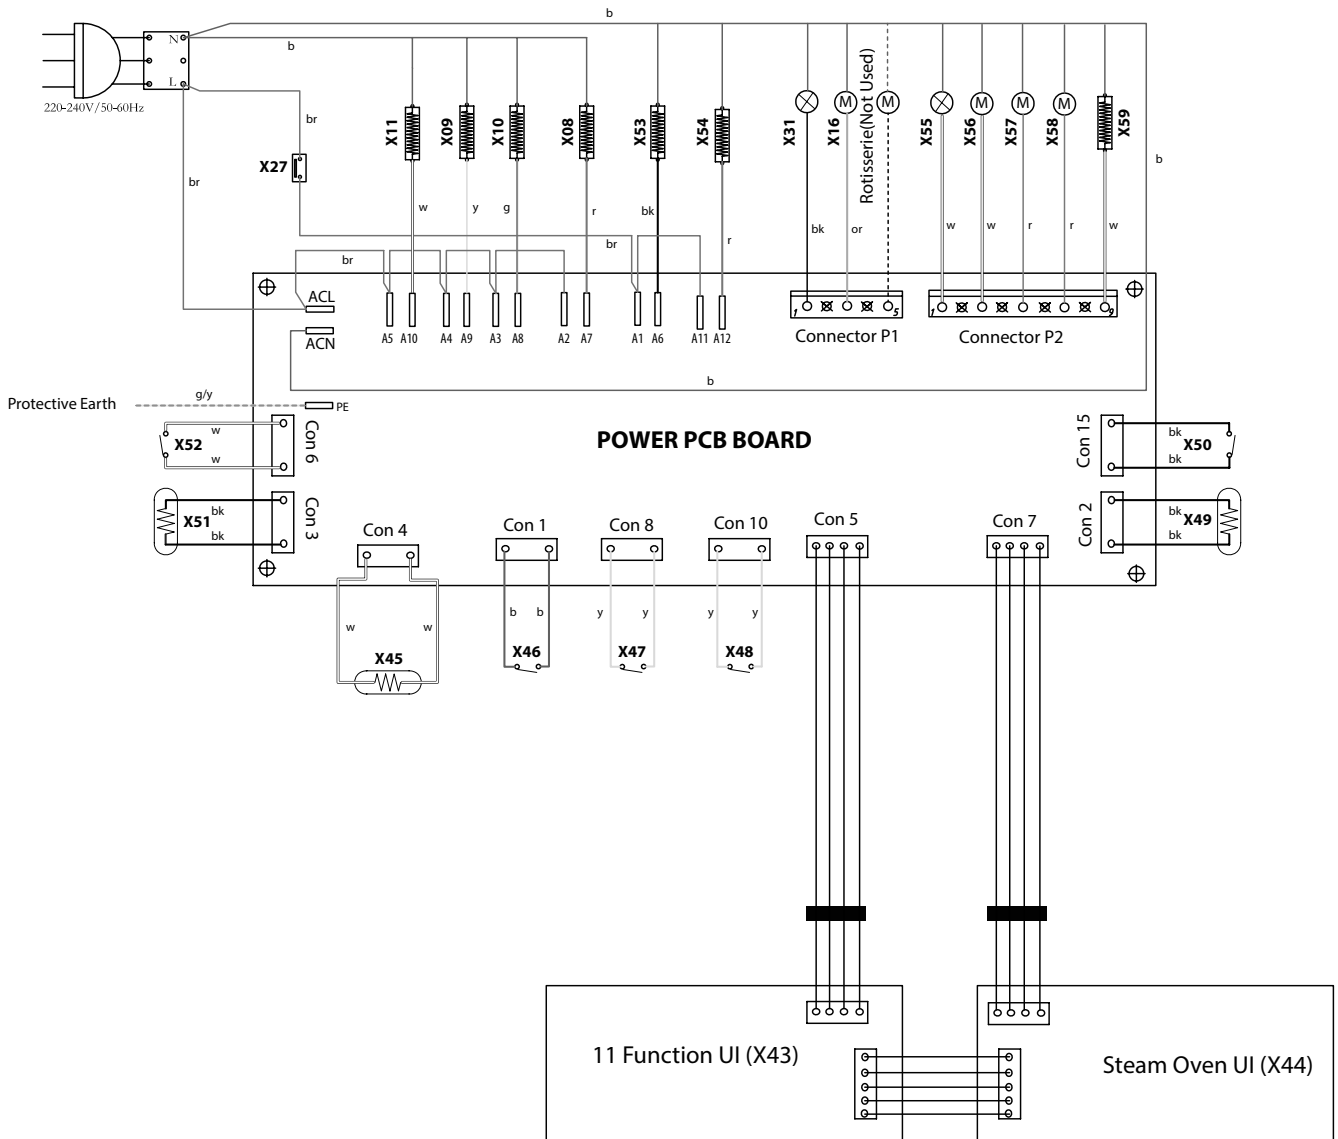 b
N
b
L
220-240V/50-60Hz
br
X27
br
X11
X09
X10
X08
X53
X54
X31
X16
Rotisserie(Not Used)
X55
X56
X57
X58
X59
M
M
M
M
M
b
w
y
g
r
bk
r
bk
or
w
w
r
r
w
br
br
ACL
ACN
A5
A10
A4
A9
A3
A8
A2
A7
A1
A6
A11
A12
1
5
Connector P1
1
9
Connector P2
b
Protective Earth
g/y
PE
POWER PCB BOARD
w
X52
w
Con 6
bk
X51
bk
Con 3
Con 15
bk
X50
bk
Con 2
bk
X49
bk
Con 4
Con 1
Con 8
Con 10
Con 5
Con 7
w
w
X45
b
b
X46
y
y
X47
y
y
X48
11 Function UI (X43)
Steam Oven UI (X44)